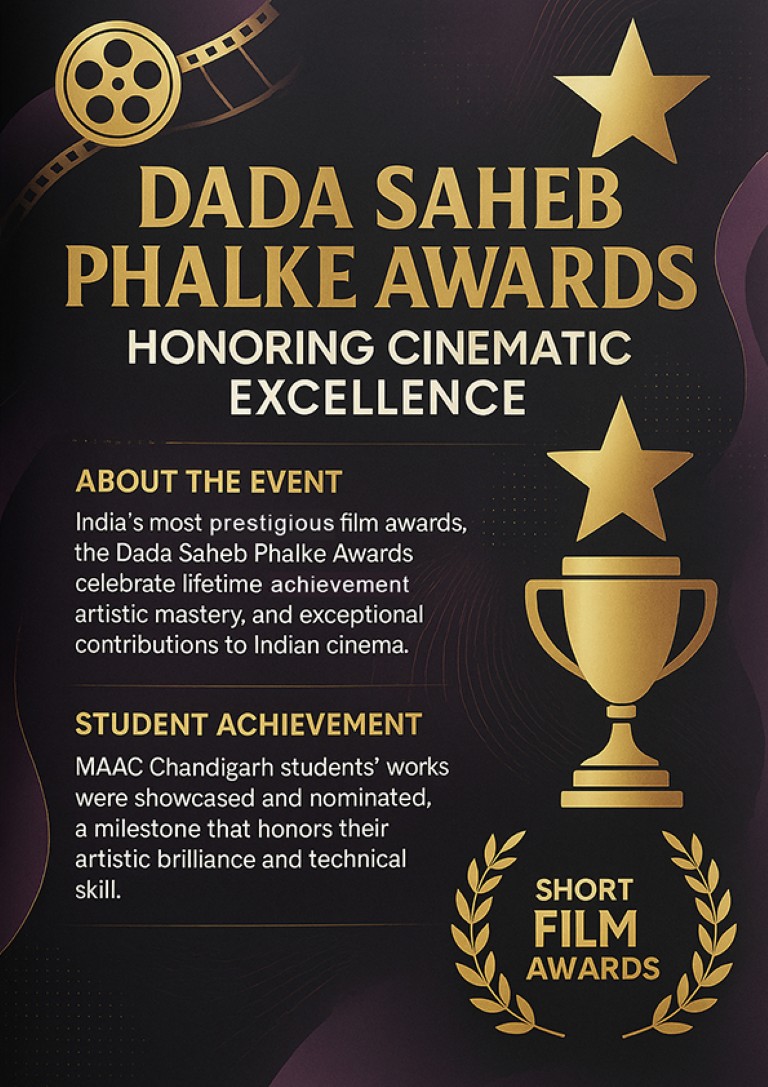 DADA SAHEB
PHALKE AWARDS
HONORING CINEMATIC
EXCELLENCE
ABOUT THE EVENT
India's most prestigious film awards,
the Dada Saheb Phalke Awards
celebrate lifetime achievement
artistic mastery, and exceptional
contributions to Indian cinema.
STUDENT ACHIEVEMENT
MAAC Chandigarh students' works
were showcased and nominated,
a milestone that honors their
artistic brilliance and technical
skill.
SHORT
FILM
AWARDS